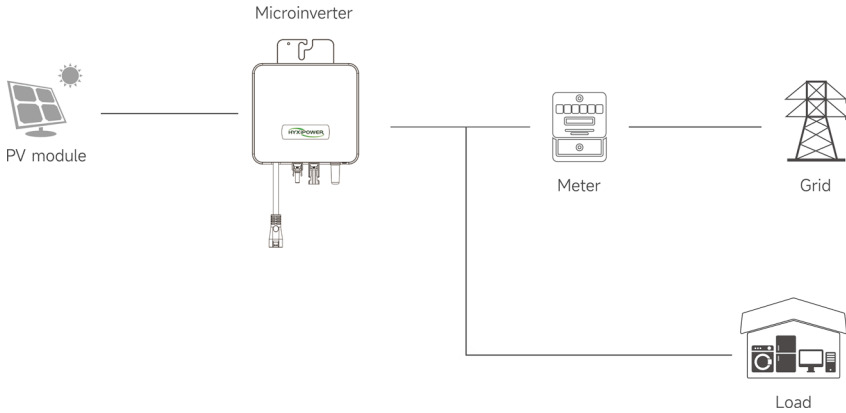 Microinverter
HYXIPOWER
PV module
Meter
Grid
Load